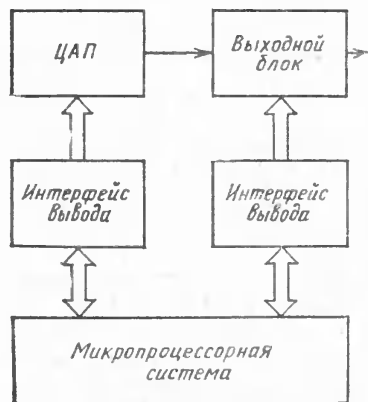 ЦАП
Выходной
блок
Интерфейс
вывода
Интерфейс
вывода
Микропроцессорная
система